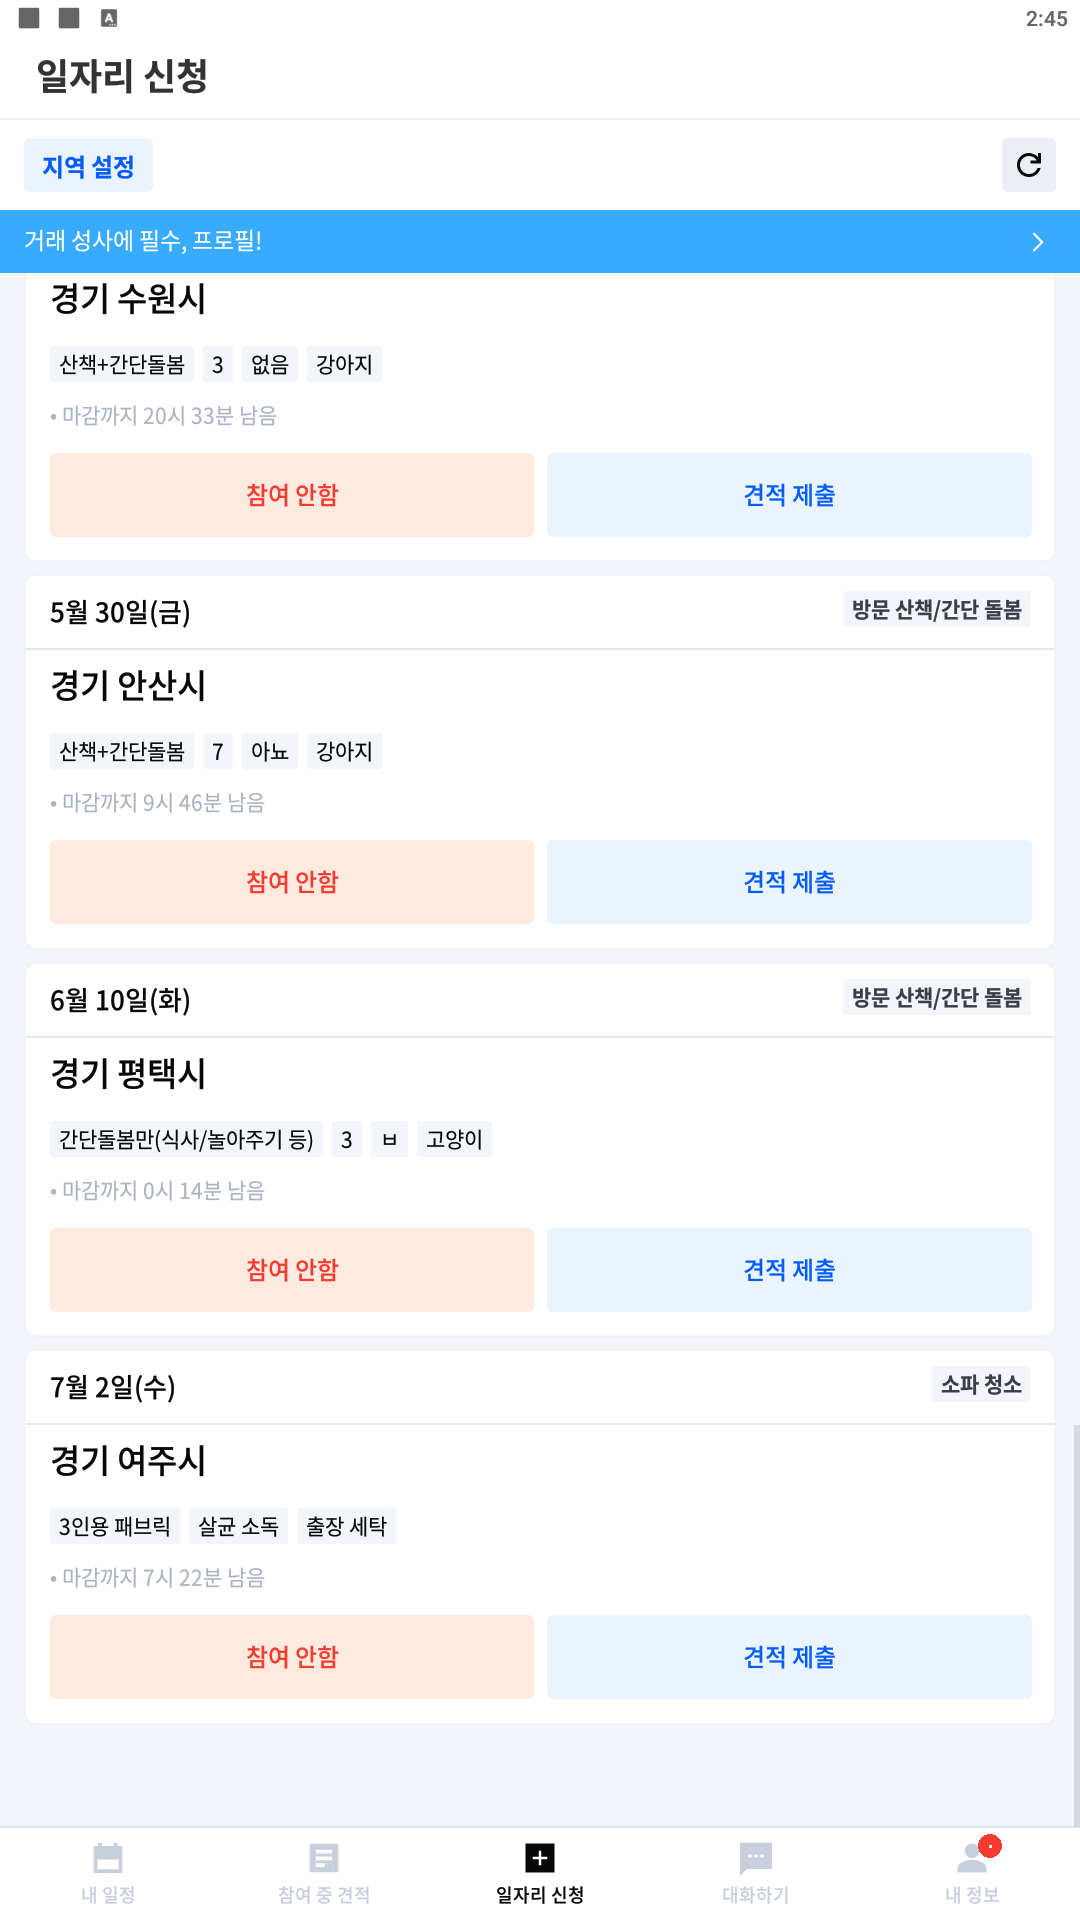 2:45
일자리 신청
지역 설정
거래 성사에 필수, 프로필!
경기 수원시
산책+간단돌봄 3 없음 강아지
• 마감까지 20시 33분 남음
참여 안함 견적 제출
5월 30일(금) 방문 산책/간단 돌봄
경기 안산시
산책+간단돌봄 7 아뇨 강아지
• 마감까지 9시 46분 남음
참여 안함 견적 제출
6월 10일(화) 방문 산책/간단 돌봄
경기 평택시
간단돌봄만(식사/놀아주기 등) 3 ㅂ 고양이
• 마감까지 0시 14분 남음
참여 안함 견적 제출
7월 2일(수) 소파 청소
경기 여주시
3인용 패브릭 살균 소독 출장 세탁
• 마감까지 7시 22분 남음
참여 안함 견적 제출
내 일정 참여 중 견적 일자리 신청 대화하기 내 정보